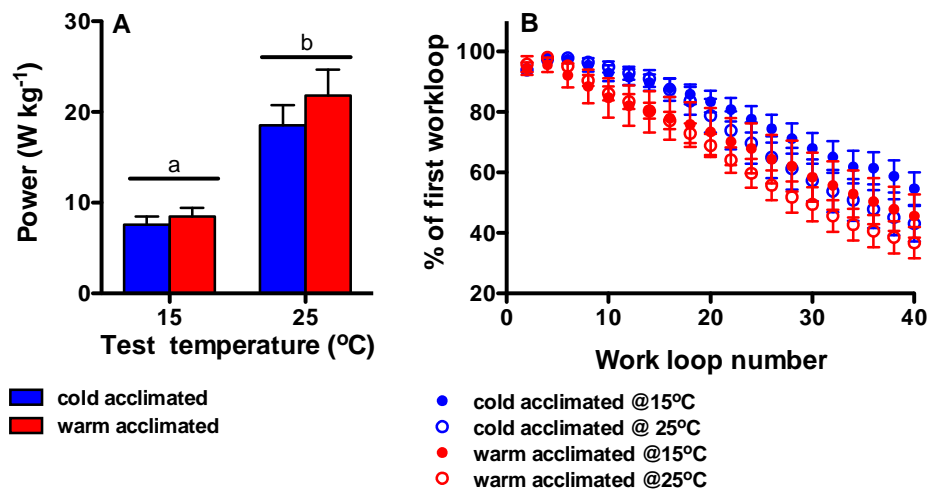 A
Power (W kg⁻¹)
30
20
10
0
a
b
15
25
Test temperature (ºC)
cold acclimated
warm acclimated
B
% of first workloop
100
80
60
40
20
0
10
20
30
40
Work loop number
cold acclimated @15ºC
cold acclimated @ 25ºC
warm acclimated @15ºC
warm acclimated @25ºC